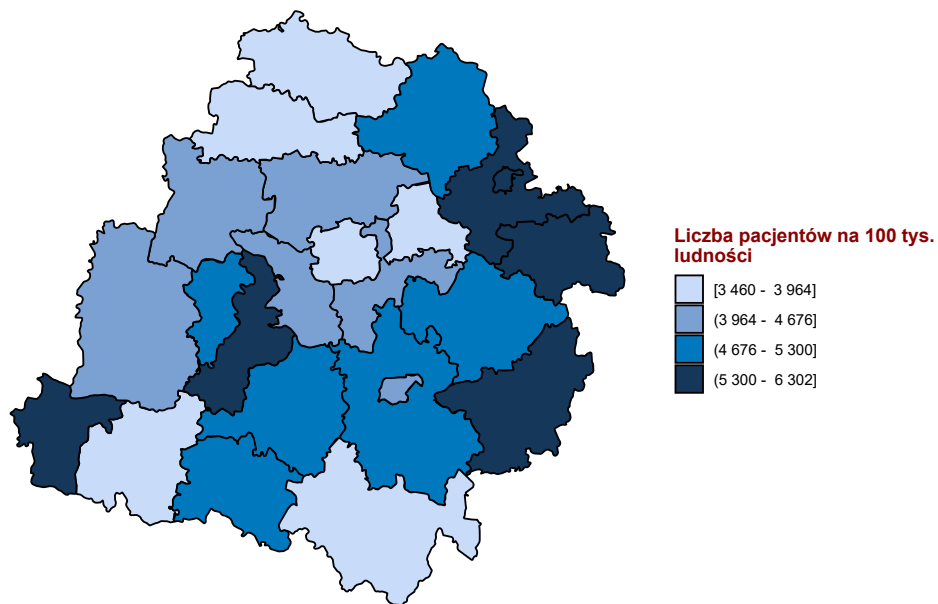 Liczba pacjentów na 100 tys.
ludności
[3 460 - 3 964]
(3 964 - 4 676]
(4 676 - 5 300]
(5 300 - 6 302]